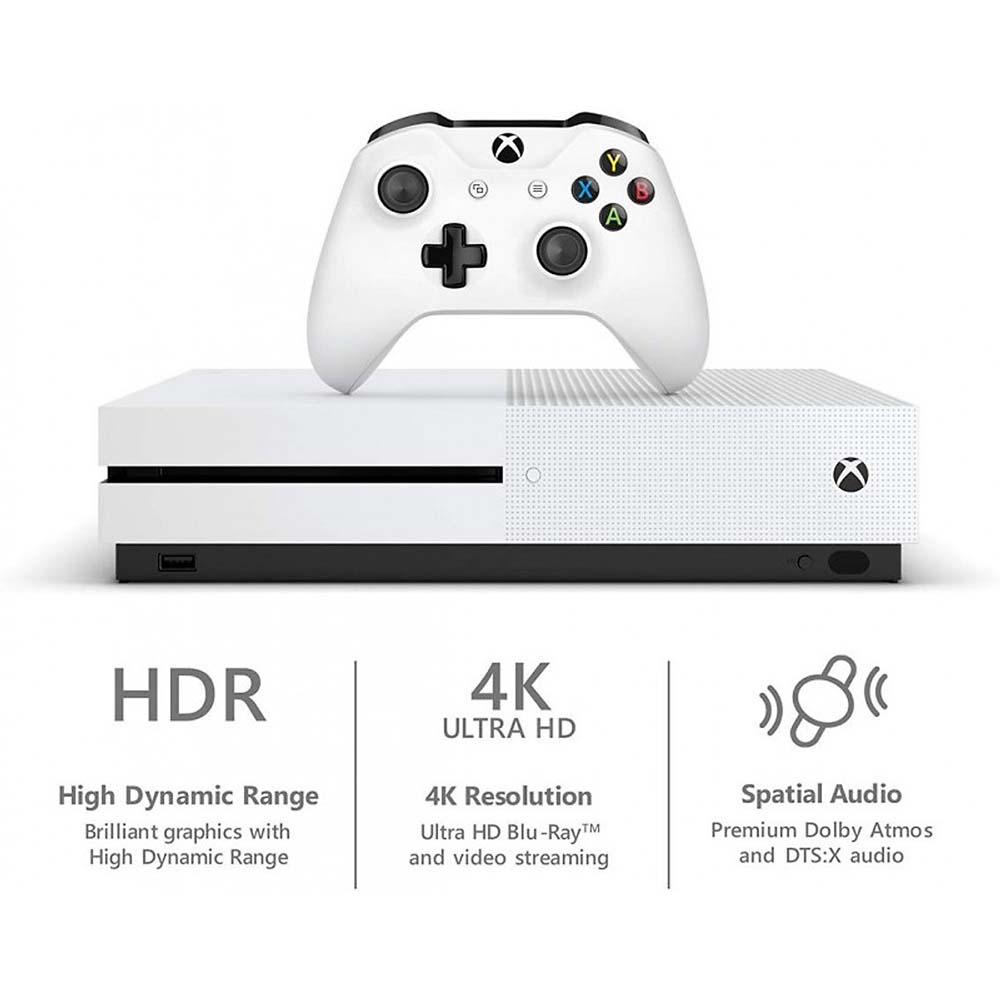 Y
X
B
A
HDR
High Dynamic Range
Brilliant graphics with
High Dynamic Range
4K
ULTRA HD
4K Resolution
Ultra HD Blu-Ray™
and video streaming
Spatial Audio
Premium Dolby Atmos
and DTS:X audio